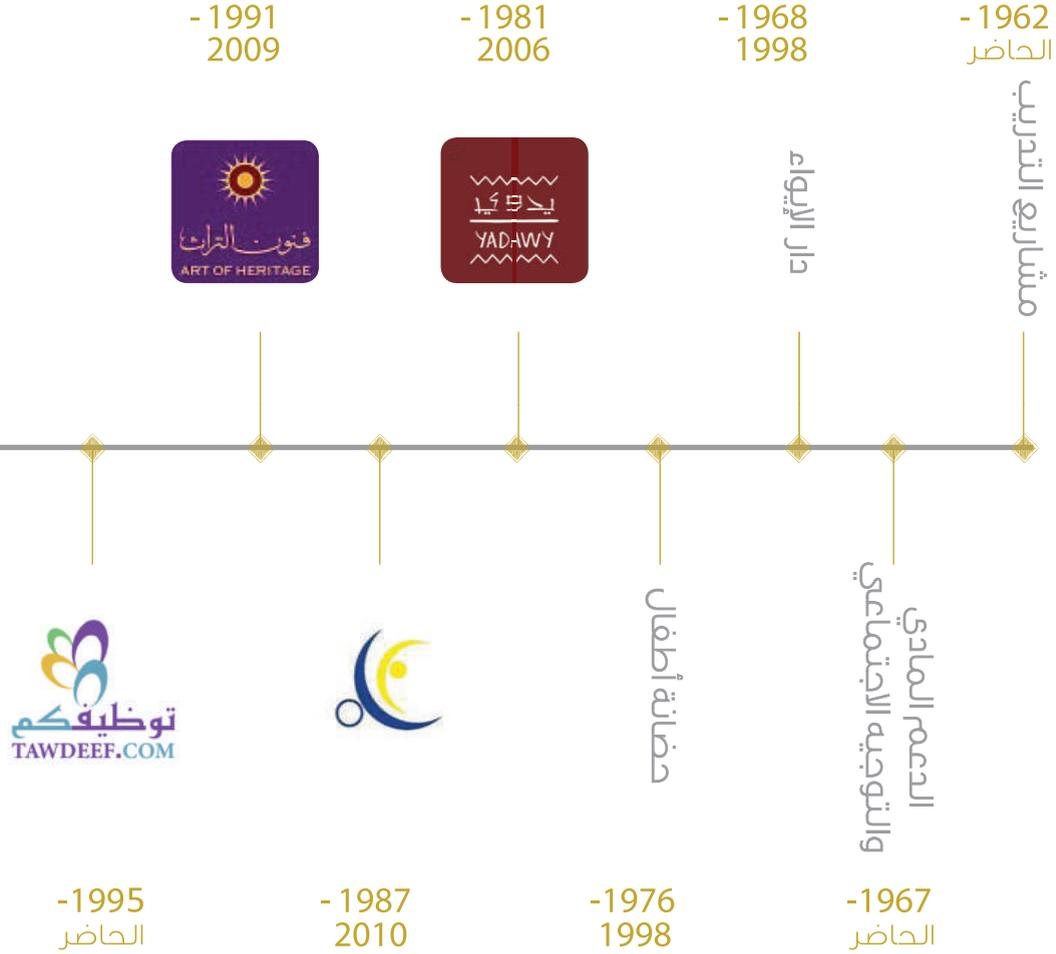 1962-
الحاضر
مشاريع التدريب
1968-
1998
دار الإيواء
1981-
2006
يدوي
YADAWY
1991-
2009
فنون التراث
ART OF HERITAGE
الدعم المادي
والتوجيه الاجتماعي
1967-
الحاضر
حضانة أطفال
1976-
1998
1987-
2010
توظيفكم
TAWDEEF.COM
1995-
الحاضر